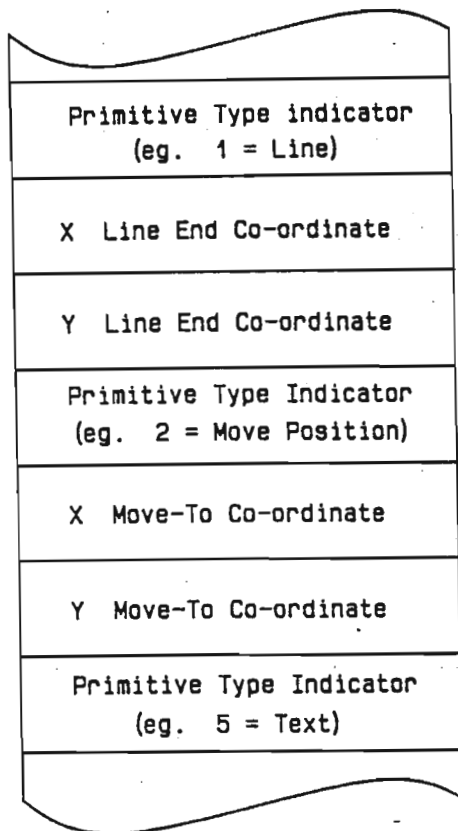 Primitive Type indicator
(eg. 1 = Line)
X Line End Co-ordinate
Y Line End Co-ordinate
Primitive Type Indicator
(eg. 2 = Move Position)
X Move-To Co-ordinate
Y Move-To Co-ordinate
Primitive Type Indicator
(eg. 5 = Text)